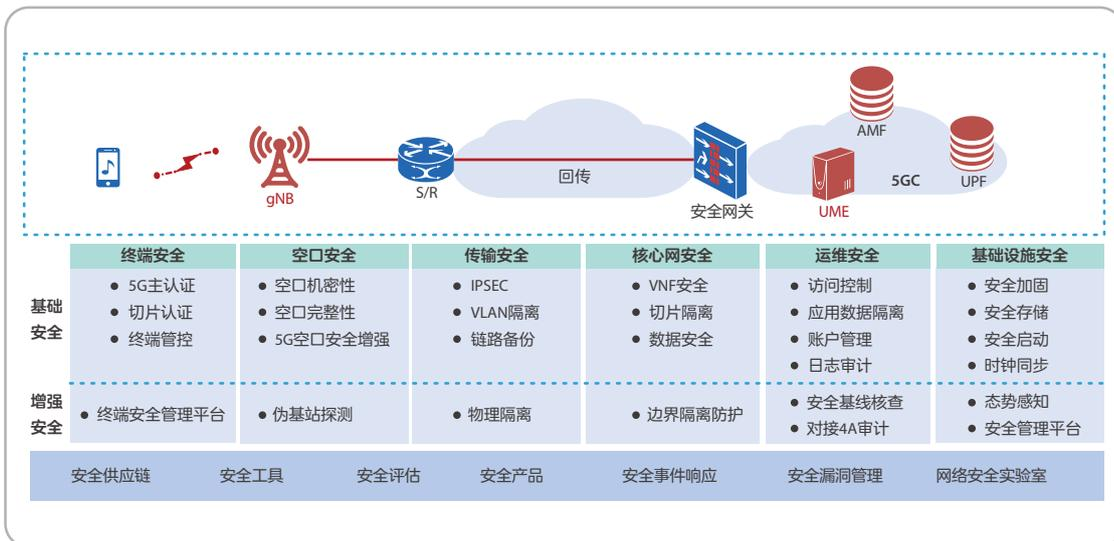 AMF
UPF
5GC
UME
gNB
S/R
回传
安全网关
终端安全
空口安全
传输安全
核心网安全
运维安全
基础设施安全
基础
安全
5G主认证
切片认证
终端管控
空口机密性
空口完整性
5G空口安全增强
IPSEC
VLAN隔离
链路备份
VNF安全
切片隔离
数据安全
访问控制
应用数据隔离
账户管理
日志审计
安全加固
安全存储
安全启动
时钟同步
增强
安全
终端安全管理平台
伪基站探测
物理隔离
边界隔离防护
安全基线核查
对接4A审计
态势感知
安全管理平台
安全供应链
安全工具
安全评估
安全产品
安全事件响应
安全漏洞管理
网络安全实验室